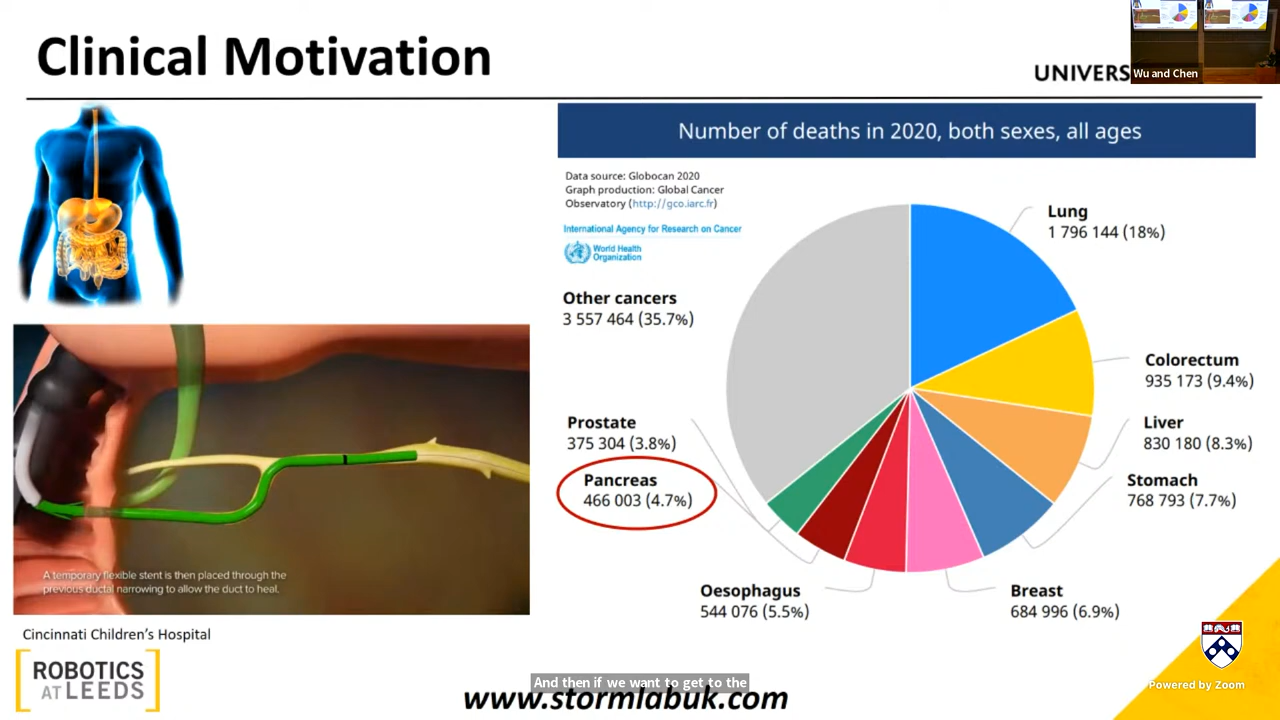 Clinical Motivation
UNIVERS
Wu and Chen
Number of deaths in 2020, both sexes, all ages
Data source: Globocan 2020
Graph production: Global Cancer
Observatory (http://gco.iarc.fr)
International Agency for Research on Cancer
World Health
Organization
Lung
1 796 144 (18%)
Other cancers
3 557 464 (35.7%)
Colorectum
935 173 (9.4%)
Prostate
375 304 (3.8%)
Liver
830 180 (8.3%)
Pancreas
466 003 (4.7%)
Stomach
768 793 (7.7%)
Oesophagus
544 076 (5.5%)
Breast
684 996 (6.9%)
A temporary flexible stent is then placed through the
previous ductal narrowing to allow the duct to heal.
Cincinnati Children's Hospital
ROBOTICS
AT LEEDS
And then if we want to get to the
www.stormlabuk.com
Powered by Zoom